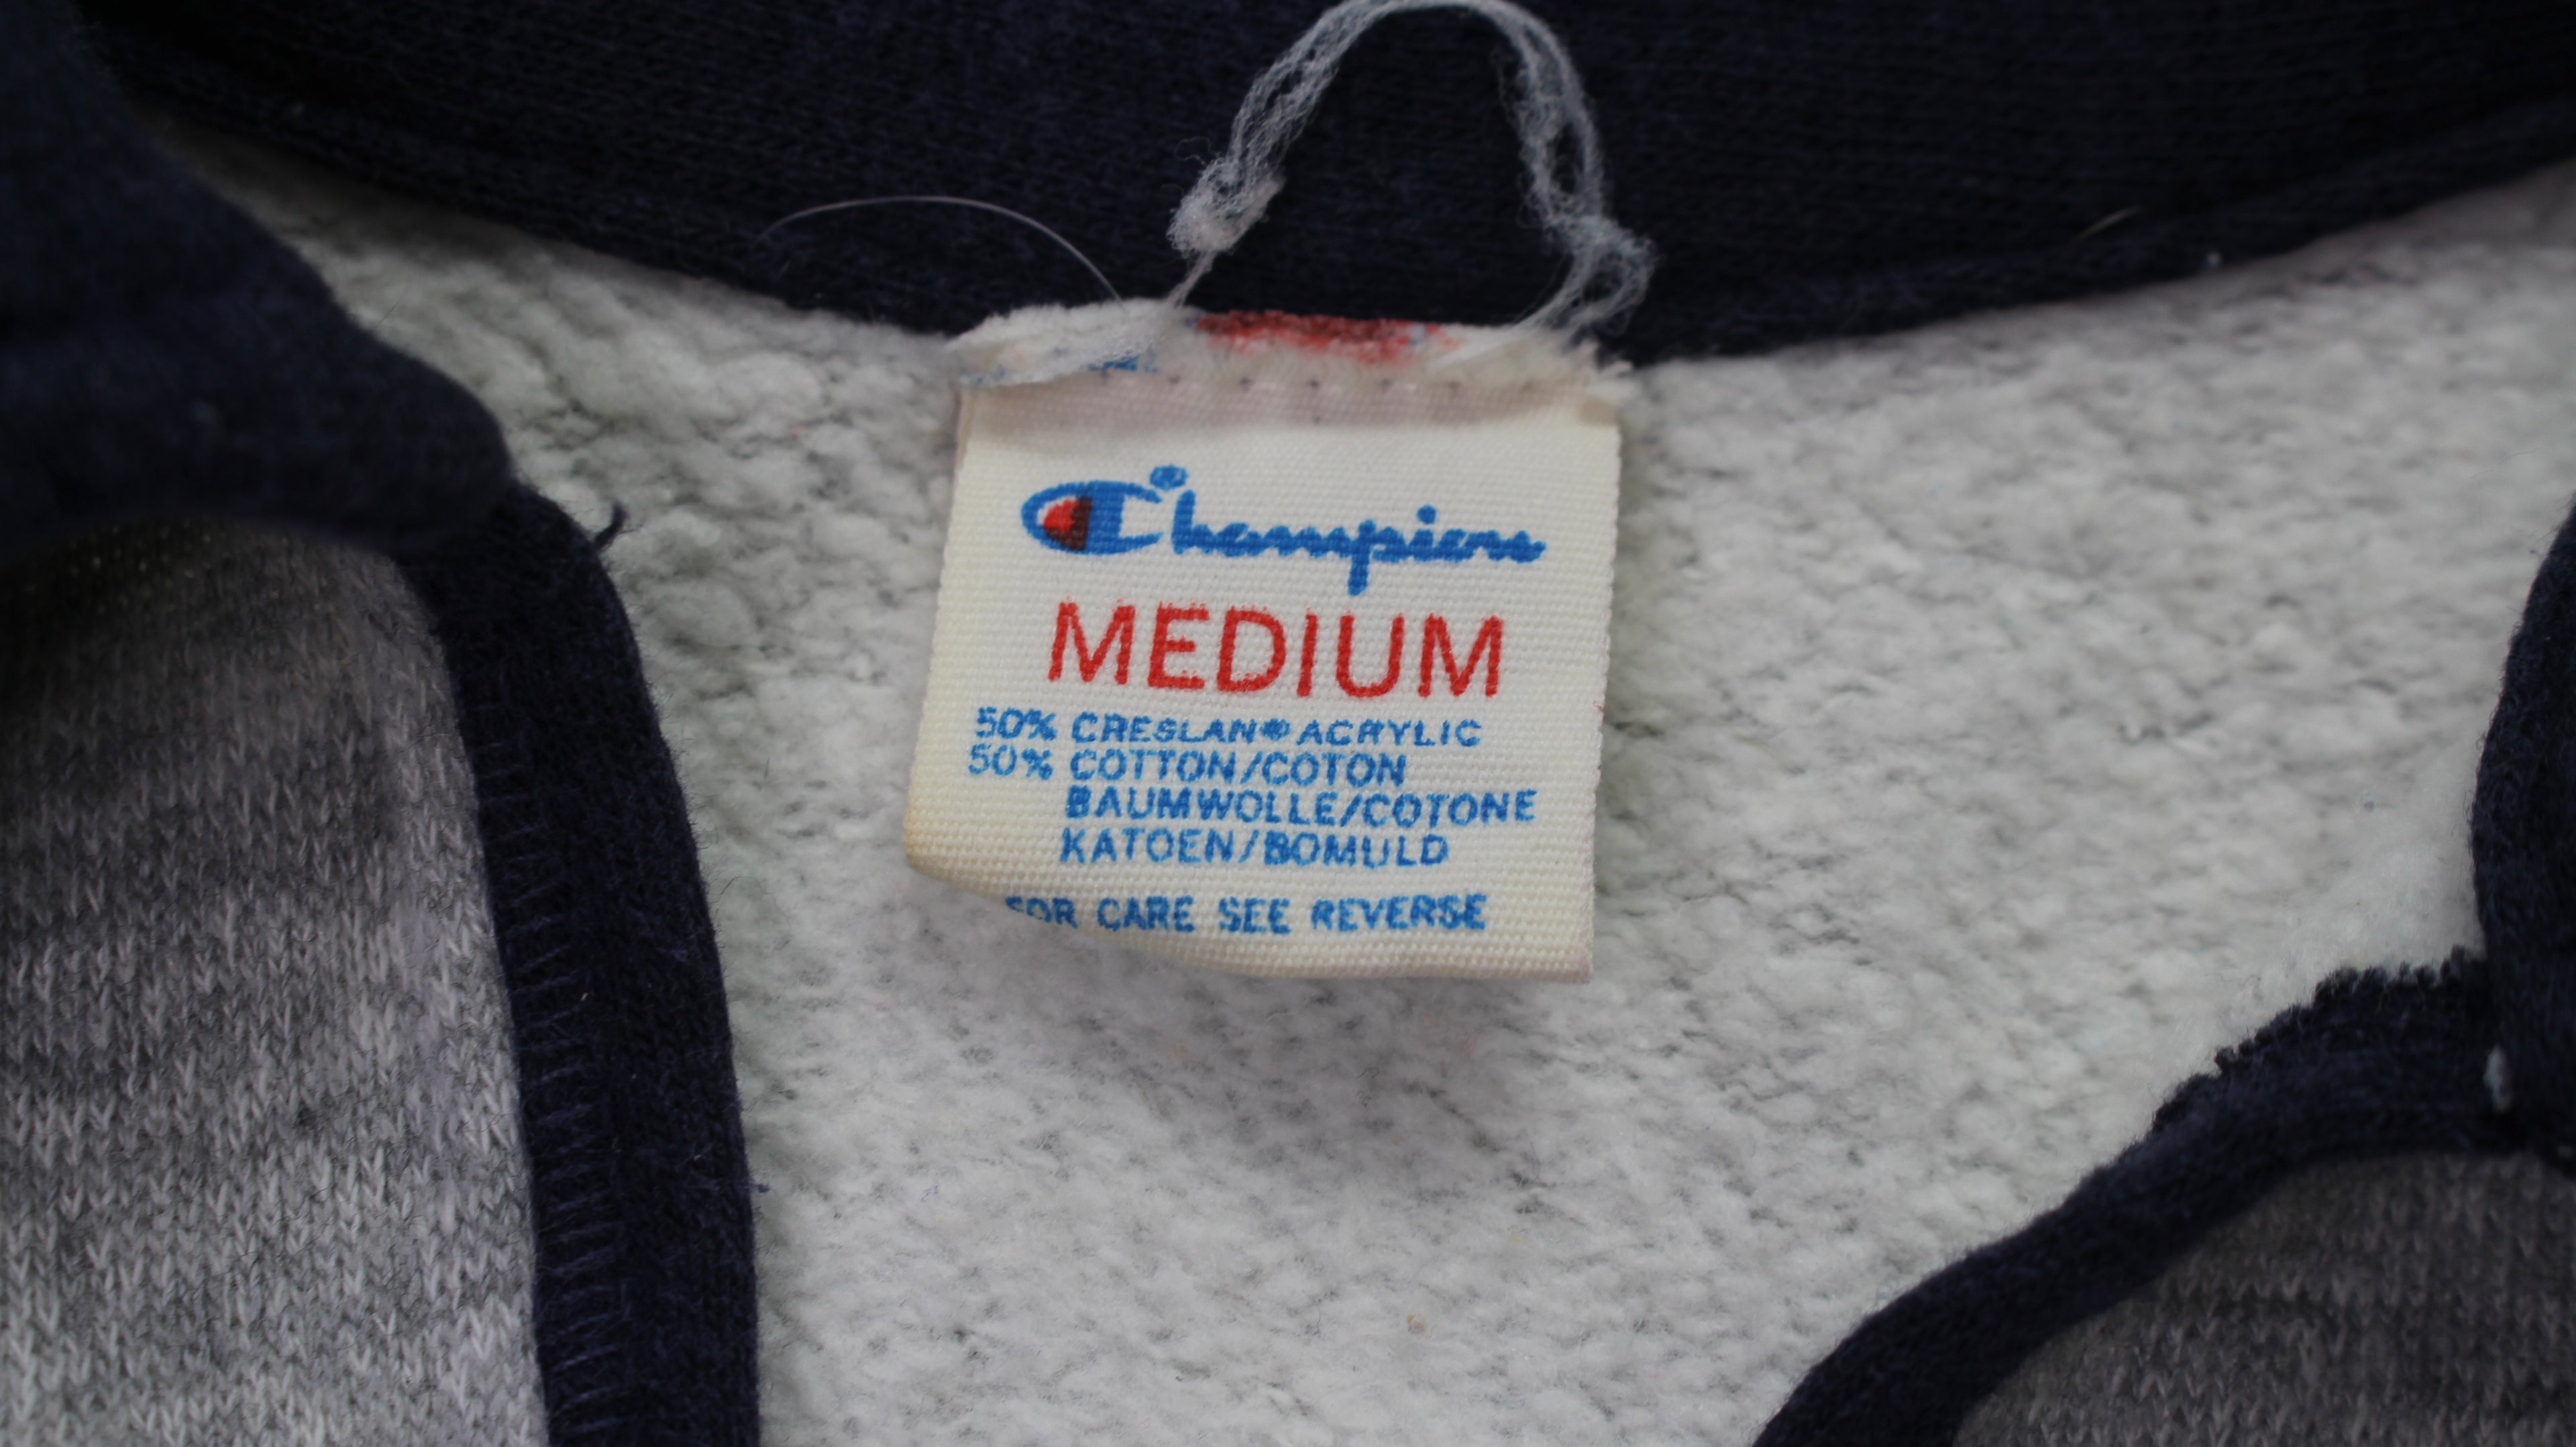 Champion®
MEDIUM
50% CRESLAN® ACRYLIC
50% COTTON/COTON
BAUMWOLLE/COTONE
KATOEN/BOMULD
FOR CARE SEE REVERSE